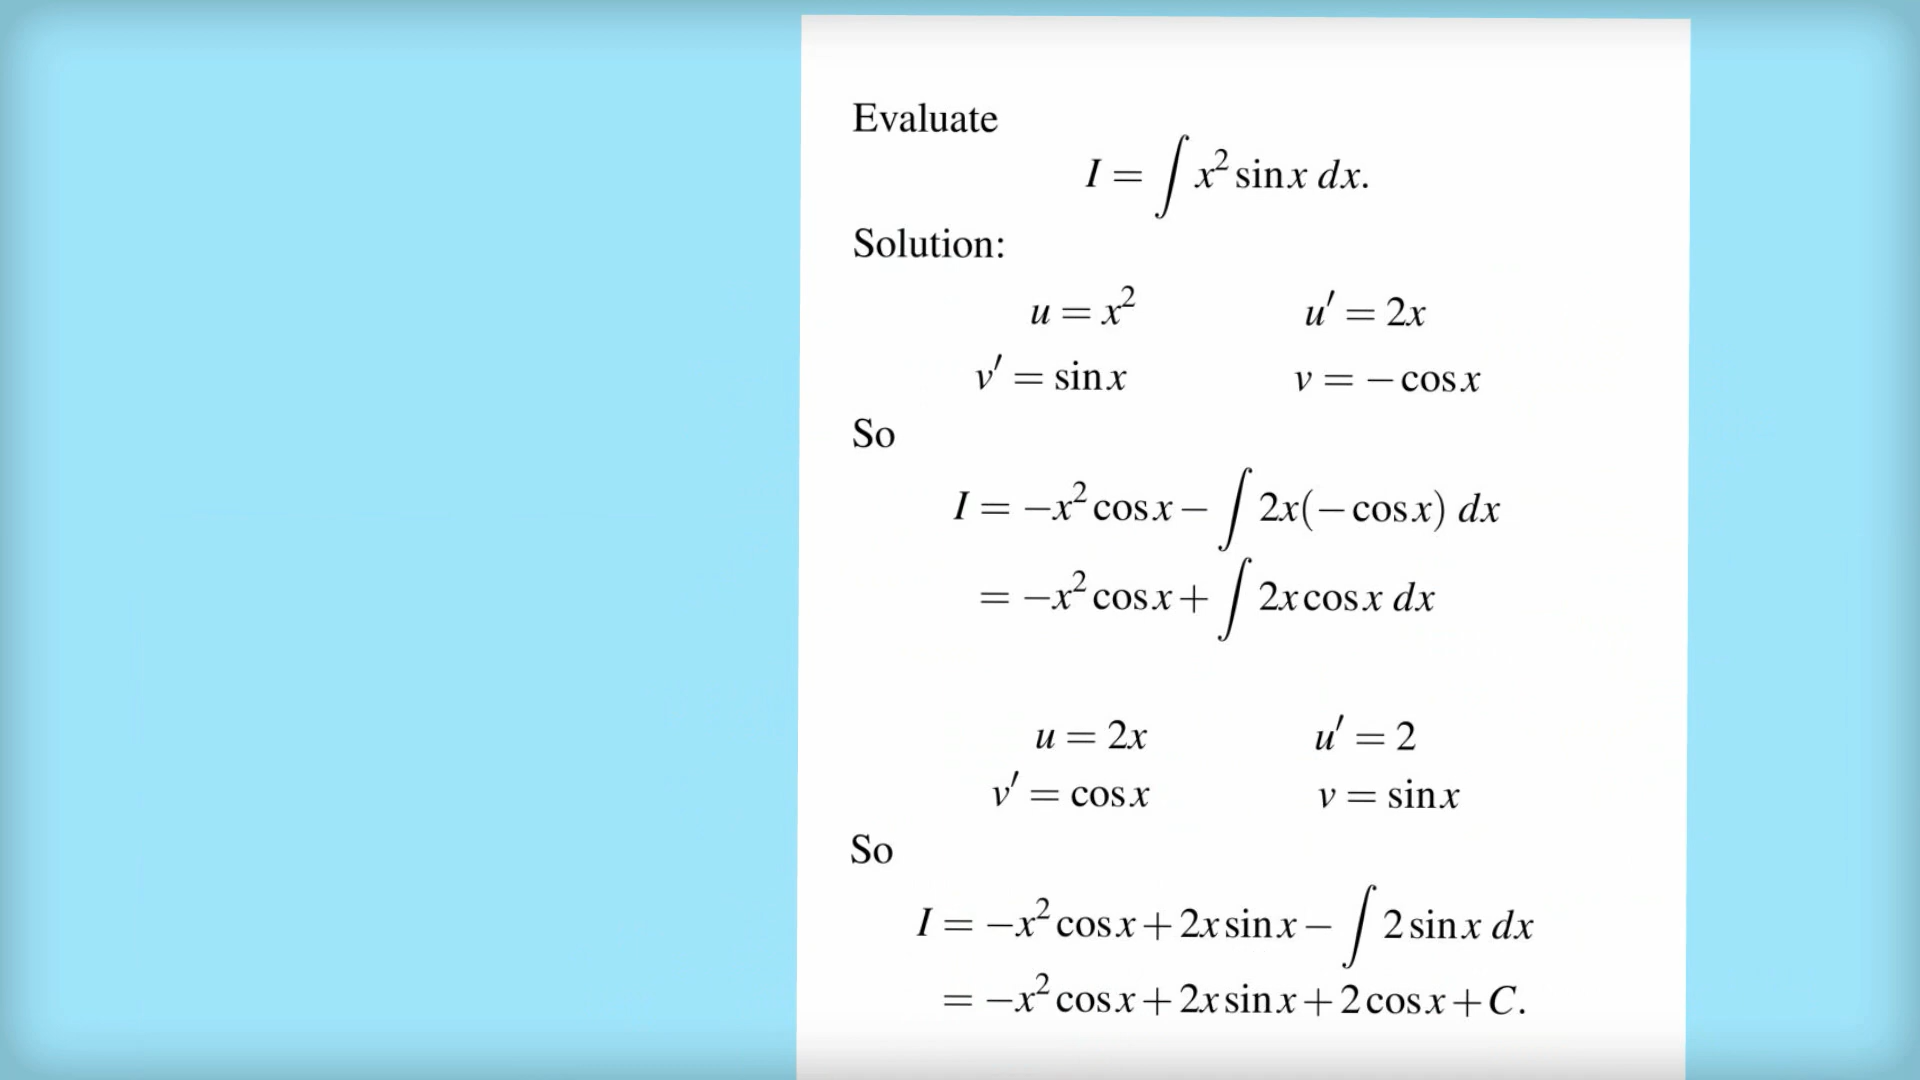 Evaluate
I = ∫ x² sin x dx.
Solution:
u = x² u′ = 2x
v′ = sin x v = − cos x
So
I = −x² cos x − ∫ 2x(− cos x) dx
= −x² cos x + ∫ 2x cos x dx
u = 2x u′ = 2
v′ = cos x v = sin x
So
I = −x² cos x + 2x sin x − ∫ 2 sin x dx
= −x² cos x + 2x sin x + 2 cos x + C.